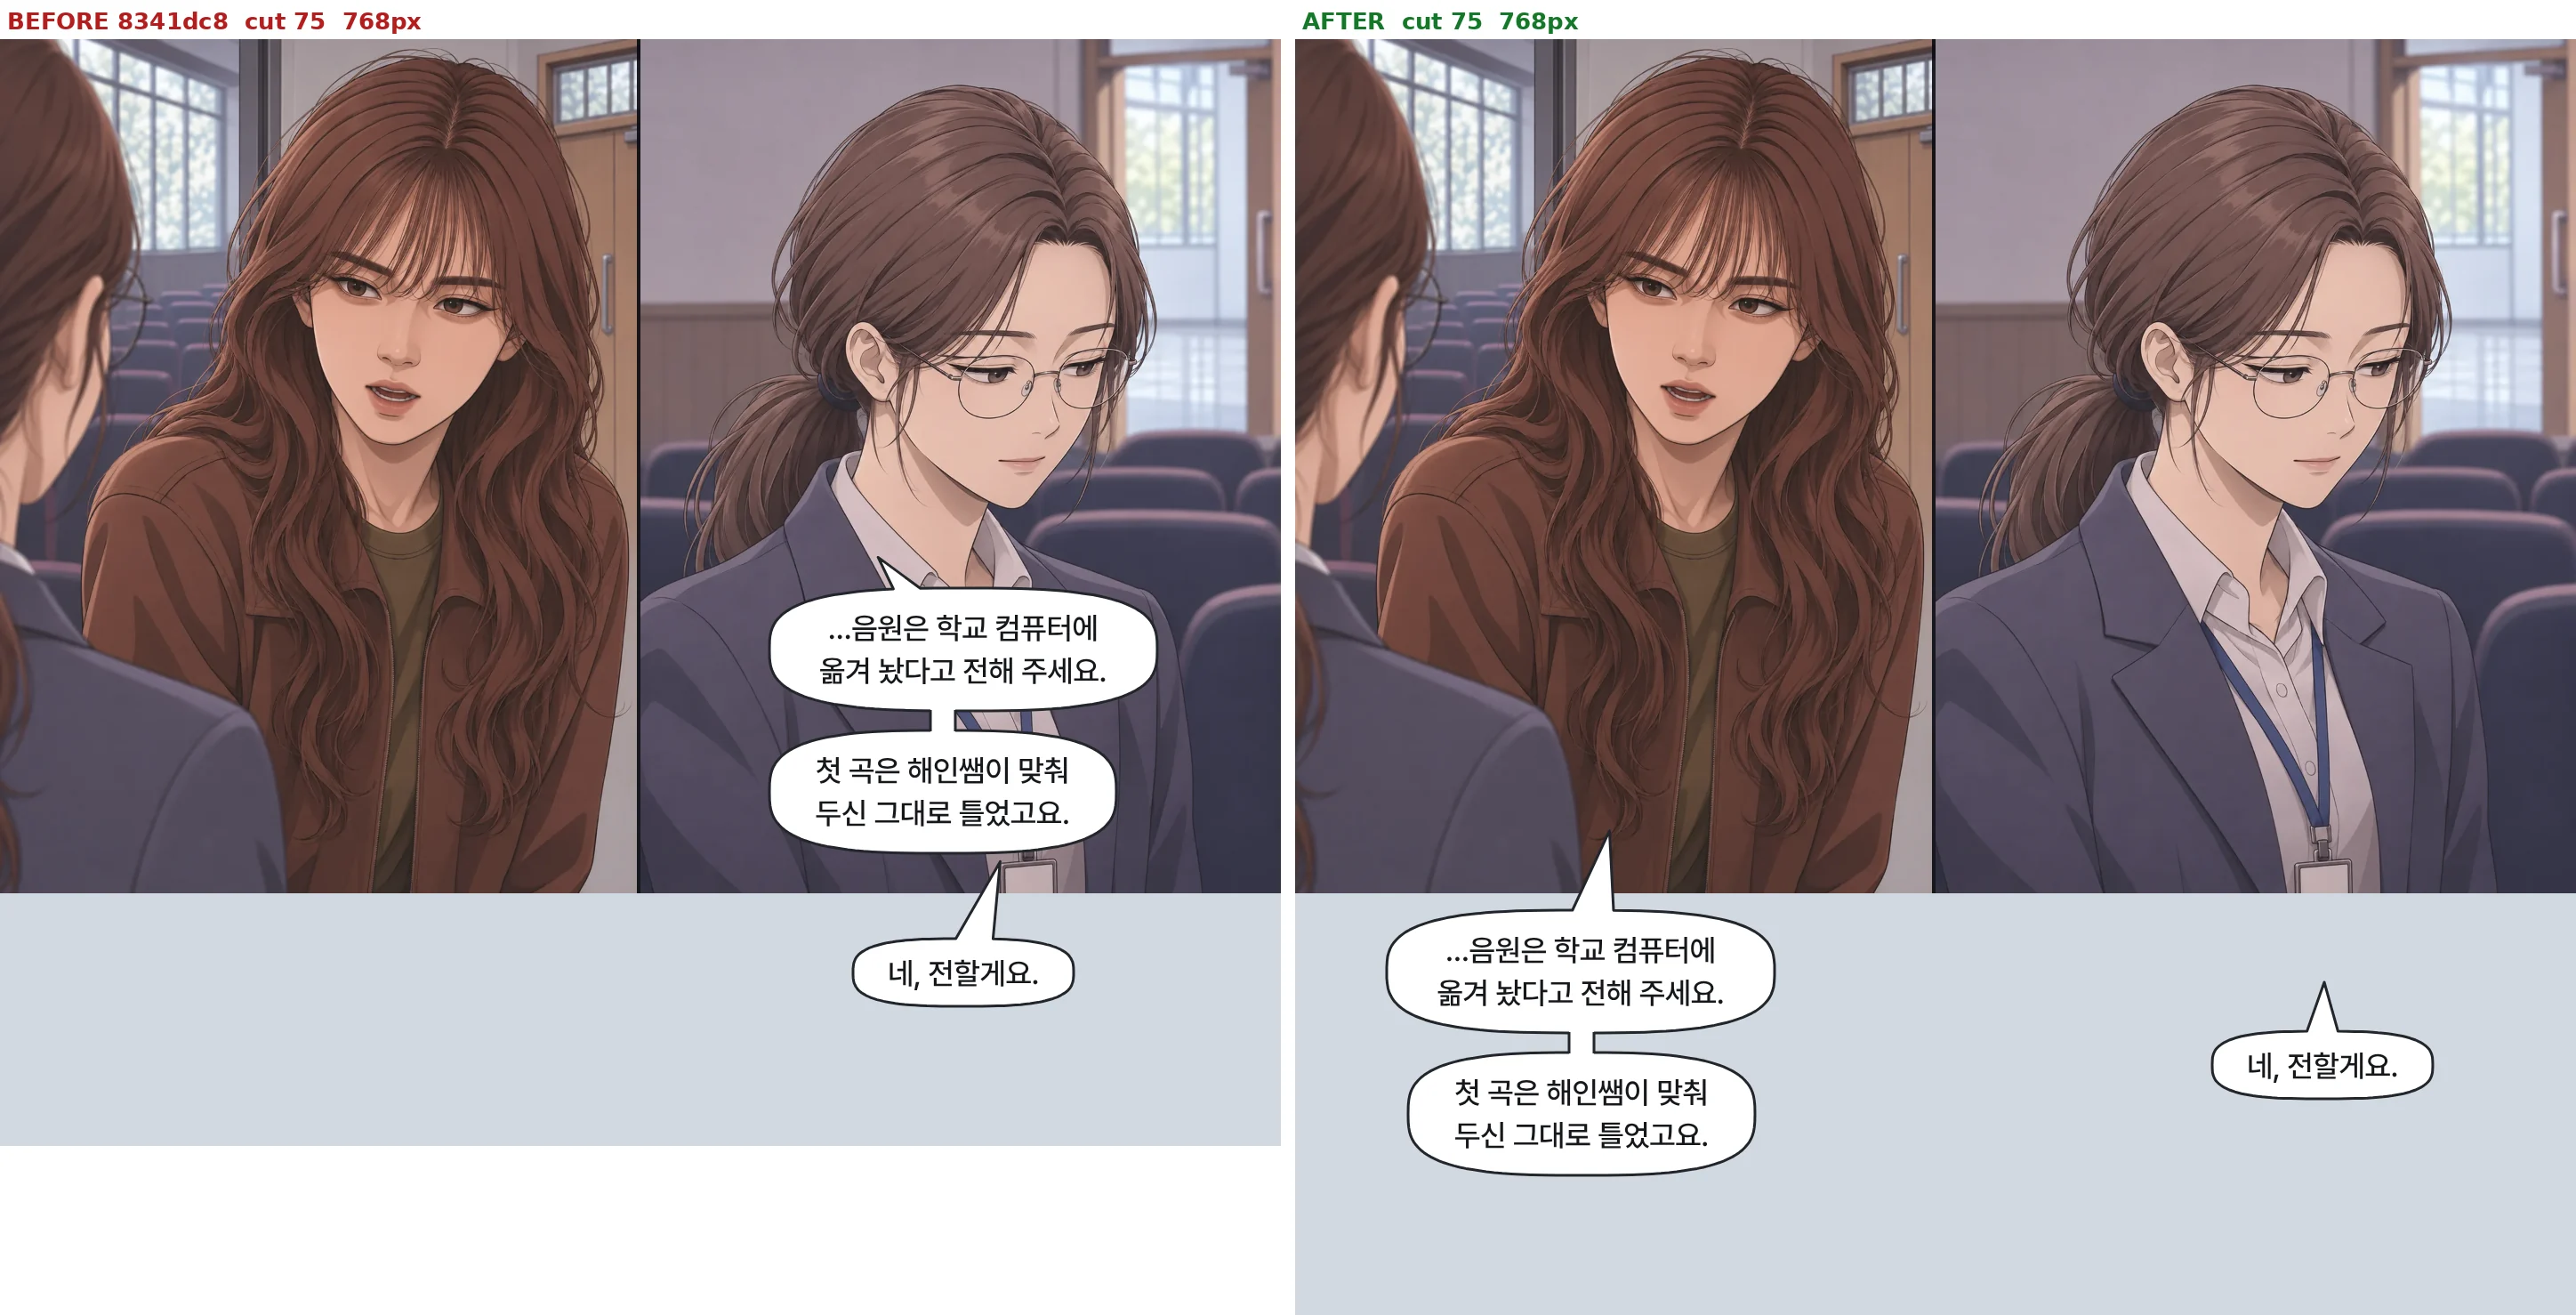 BEFORE 8341dc8 cut 75 768px
...음원은 학교 컴퓨터에
옮겨 놨다고 전해 주세요.
첫 곡은 해인쌤이 맞춰
두신 그대로 틀었고요.
네, 전할게요.
AFTER cut 75 768px
...음원은 학교 컴퓨터에
옮겨 놨다고 전해 주세요.
첫 곡은 해인쌤이 맞춰
두신 그대로 틀었고요.
네, 전할게요.